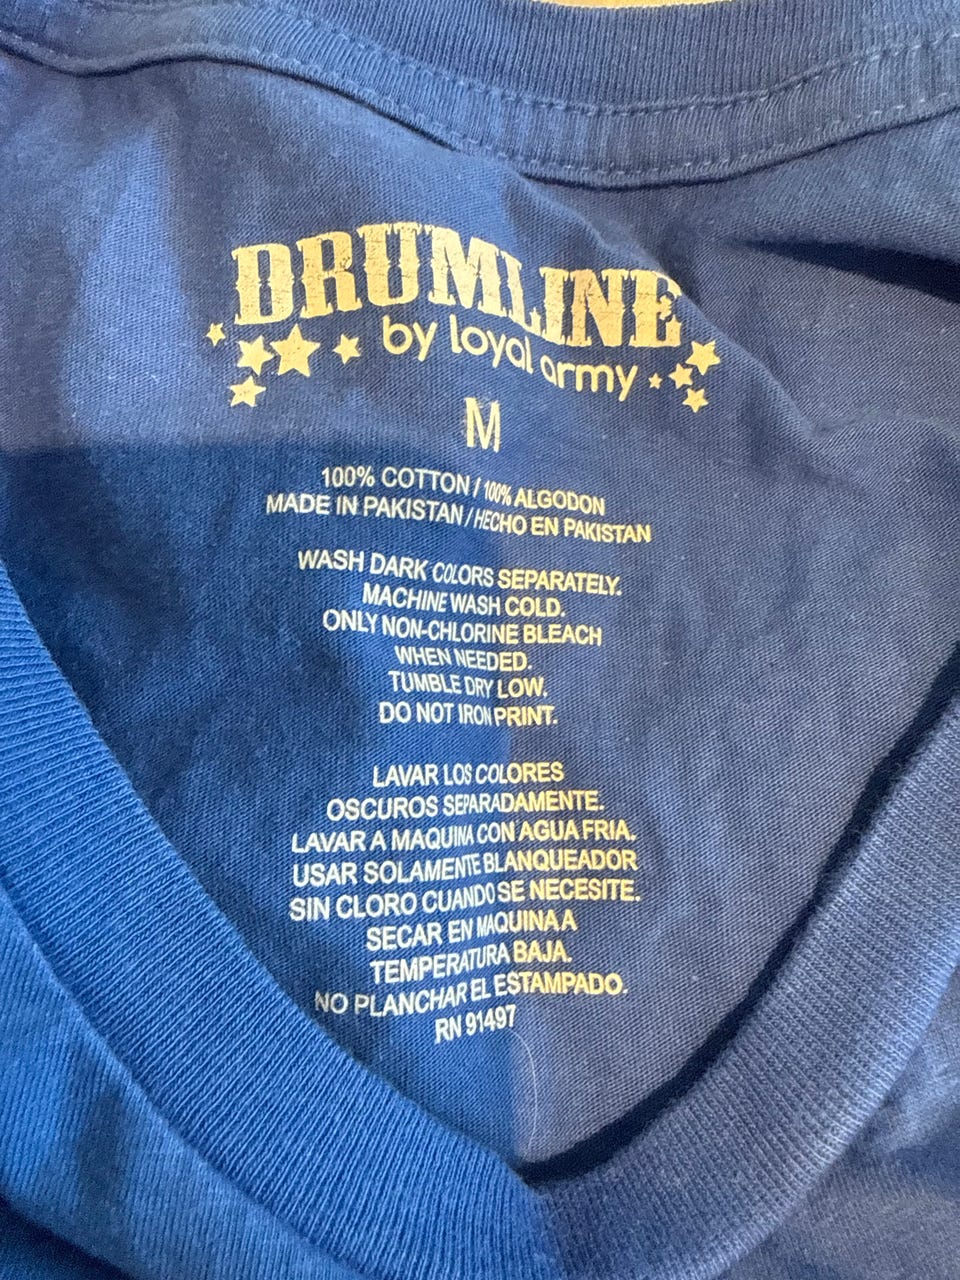 DRUMLINE
by loyal army
M
100% COTTON / 100% ALGODON
MADE IN PAKISTAN / HECHO EN PAKISTAN
WASH DARK COLORS SEPARATELY.
MACHINE WASH COLD.
ONLY NON-CHLORINE BLEACH
WHEN NEEDED.
TUMBLE DRY LOW.
DO NOT IRON PRINT.
LAVAR LOS COLORES
OSCUROS SEPARADAMENTE.
LAVAR A MAQUINA CON AGUA FRIA.
USAR SOLAMENTE BLANQUEADOR
SIN CLORO CUANDO SE NECESITE.
SECAR EN MAQUINA A
TEMPERATURA BAJA.
NO PLANCHAR EL ESTAMPADO.
RN 91497